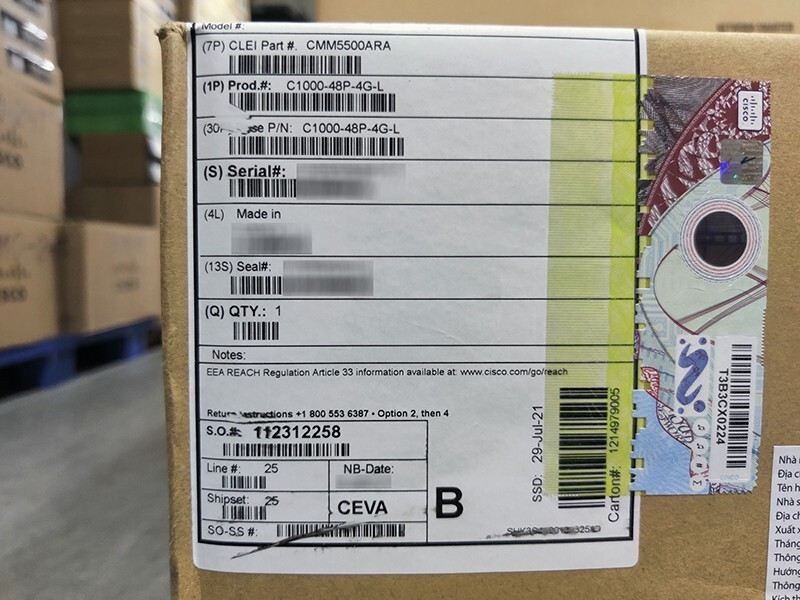 Model #:
(7P) CLEI Part #. CMM5500ARA
(1P) Prod.#: C1000-48P-4G-L
P/N: C1000-48P-4G-L
(S) Serial#:
(4L) Made in
(13S) Seal#:
(Q) QTY.: 1
Notes:
EEA REACH Regulation Article 33 information available at: www.cisco.com/go/reach
Return Instructions +1 800 553 6387 • Option 2, then 4
S.O.#: 112312258
Line #: 25
NB-Date:
Shipset: 25
CEVA
SO-SS #:
B
SSD: 29-Jul-21
Carton#: 1214979005
CISCO
T3B3CX0224
Nhà
Địa c
Tên h
Nhà s
Địa ch
Xuất x
Tháng
Thông
Hướng
Thông
Kích th